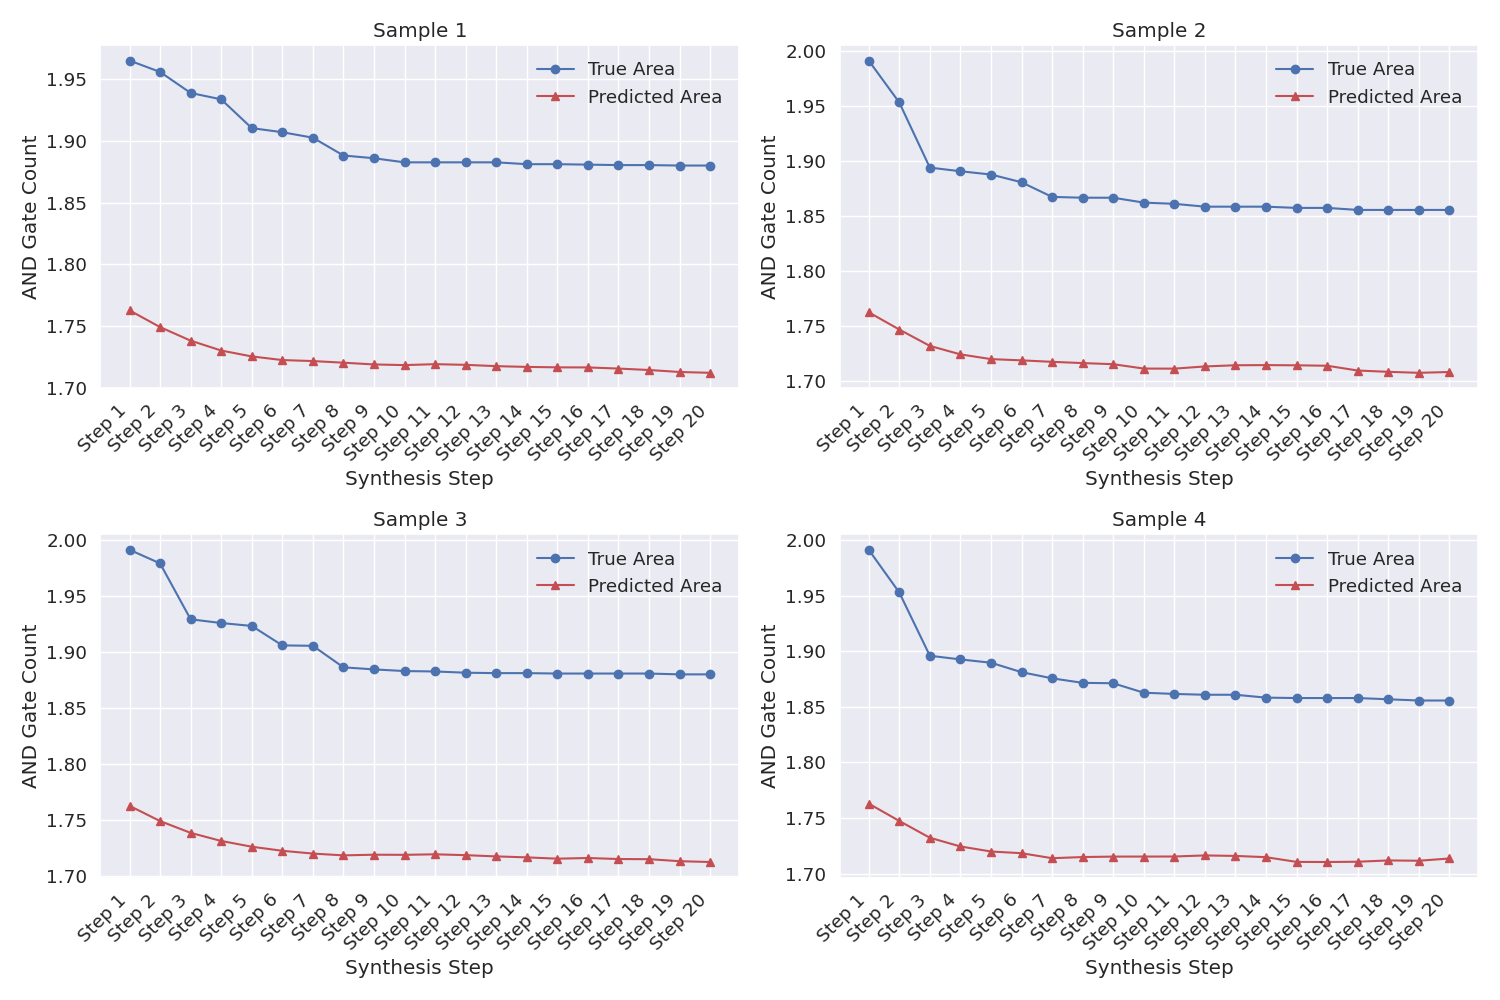 Sample 1
AND Gate Count
1.95
1.90
1.85
1.80
1.75
1.70
True Area
Predicted Area
Step 1
Step 2
Step 3
Step 4
Step 5
Step 6
Step 7
Step 8
Step 9
Step 10
Step 11
Step 12
Step 13
Step 14
Step 15
Step 16
Step 17
Step 18
Step 19
Step 20
Synthesis Step
Sample 2
AND Gate Count
2.00
1.95
1.90
1.85
1.80
1.75
1.70
True Area
Predicted Area
Step 1
Step 2
Step 3
Step 4
Step 5
Step 6
Step 7
Step 8
Step 9
Step 10
Step 11
Step 12
Step 13
Step 14
Step 15
Step 16
Step 17
Step 18
Step 19
Step 20
Synthesis Step
Sample 3
AND Gate Count
2.00
1.95
1.90
1.85
1.80
1.75
1.70
True Area
Predicted Area
Step 1
Step 2
Step 3
Step 4
Step 5
Step 6
Step 7
Step 8
Step 9
Step 10
Step 11
Step 12
Step 13
Step 14
Step 15
Step 16
Step 17
Step 18
Step 19
Step 20
Synthesis Step
Sample 4
AND Gate Count
2.00
1.95
1.90
1.85
1.80
1.75
1.70
True Area
Predicted Area
Step 1
Step 2
Step 3
Step 4
Step 5
Step 6
Step 7
Step 8
Step 9
Step 10
Step 11
Step 12
Step 13
Step 14
Step 15
Step 16
Step 17
Step 18
Step 19
Step 20
Synthesis Step